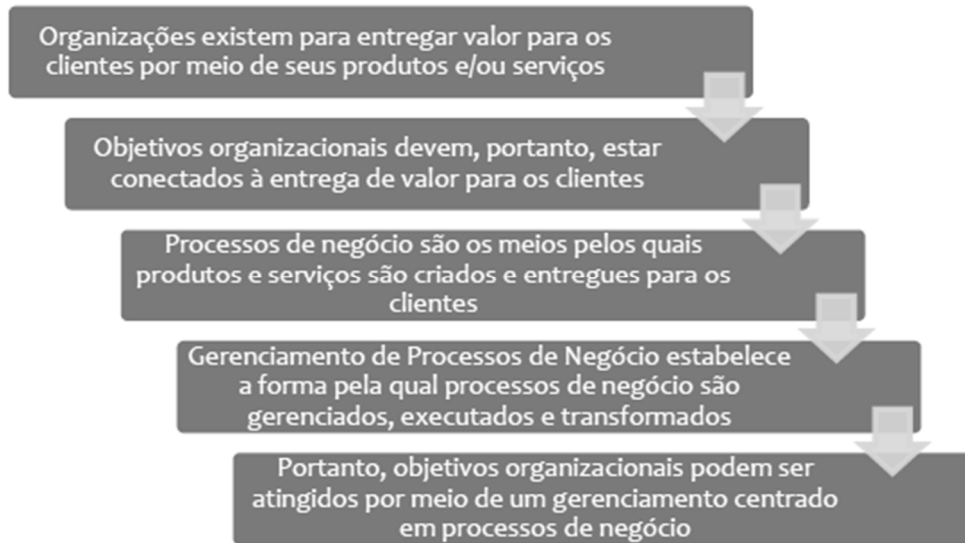 Organizações existem para entregar valor para os
clientes por meio de seus produtos e/ou serviços
Objetivos organizacionais devem, portanto, estar
conectados à entrega de valor para os clientes
Processos de negócio são os meios pelos quais
produtos e serviços são criados e entregues para os
clientes
Gerenciamento de Processos de Negócio estabelece
a forma pela qual processos de negócio são
gerenciados, executados e transformados
Portanto, objetivos organizacionais podem ser
atingidos por meio de um gerenciamento centrado
em processos de negócio